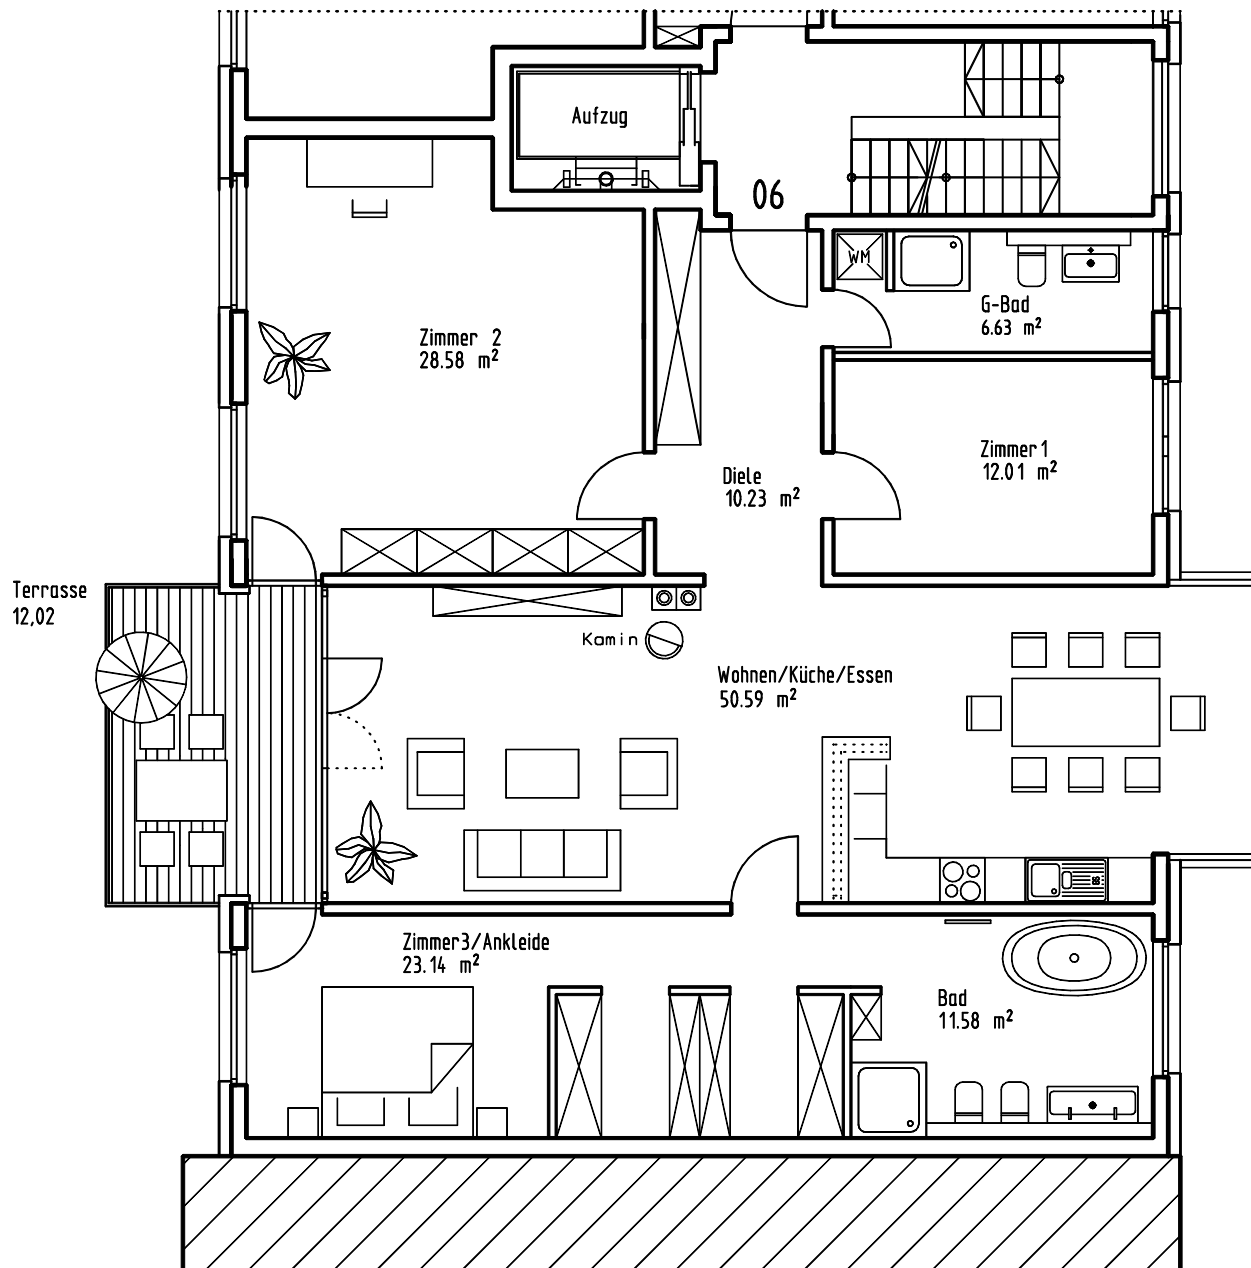 Aufzug
06
WM
G-Bad
6.63 m²
Zimmer 2
28.58 m²
Zimmer 1
12.01 m²
Diele
10.23 m²
Terrasse
12,02
Kamin
Wohnen/Küche/Essen
50.59 m²
Zimmer3/Ankleide
23.14 m²
Bad
11.58 m²